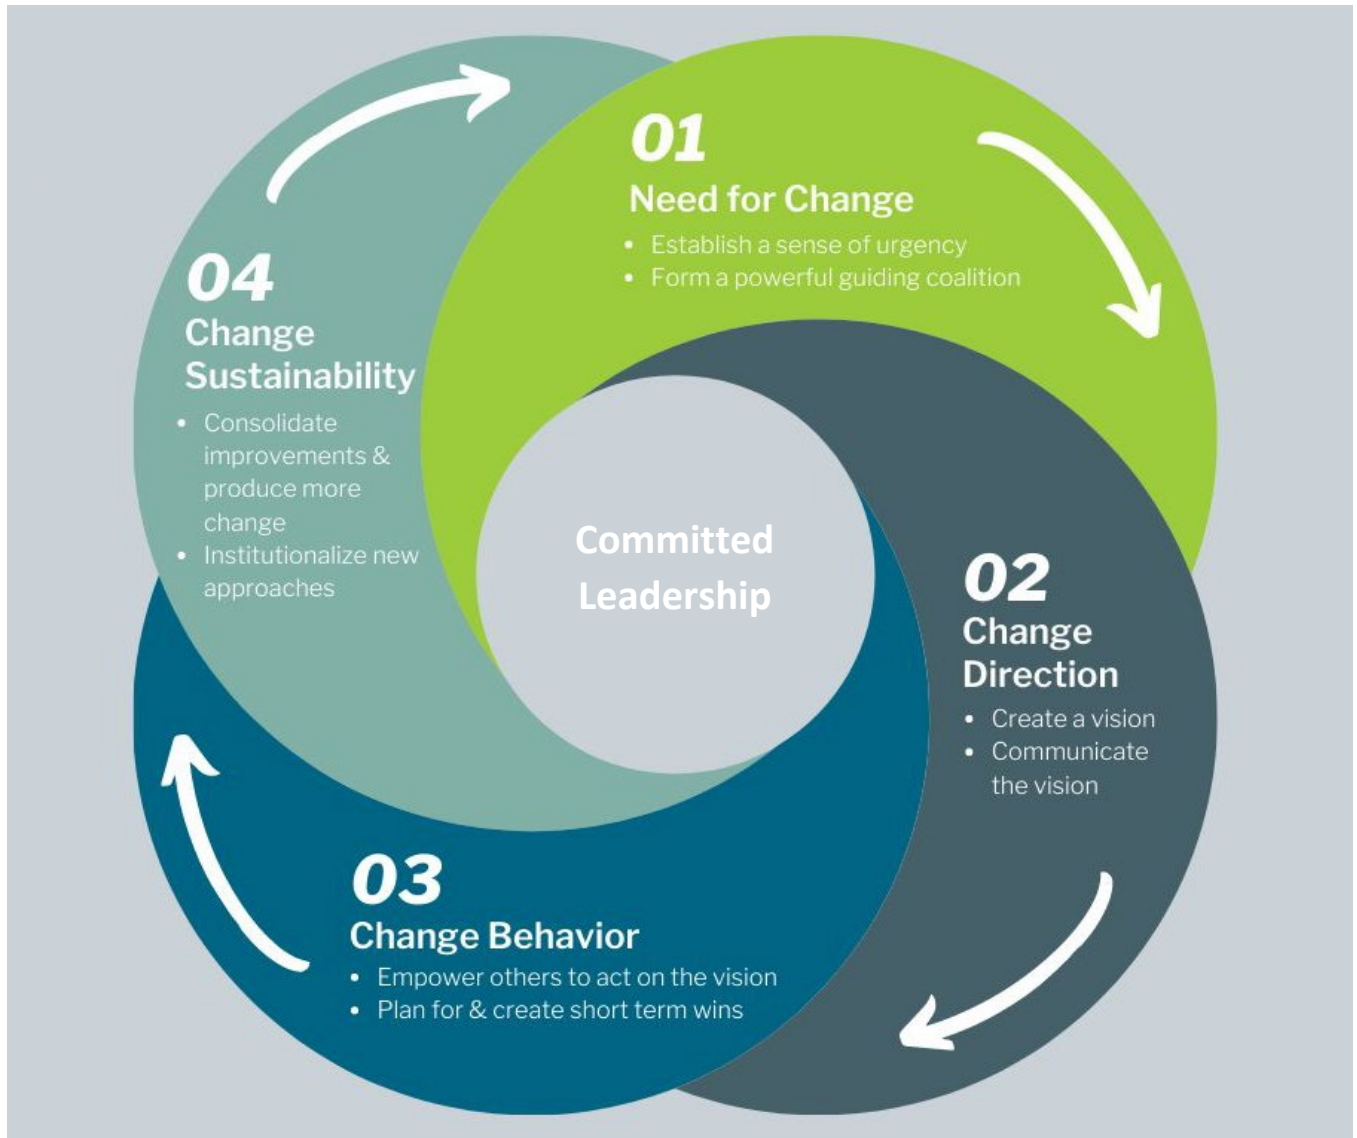 01
Need for Change
• Establish a sense of urgency
• Form a powerful guiding coalition
02
Change
Direction
• Create a vision
• Communicate
the vision
03
Change Behavior
• Empower others to act on the vision
• Plan for & create short term wins
04
Change
Sustainability
• Consolidate
improvements &
produce more
change
• Institutionalize new
approaches
Committed
Leadership